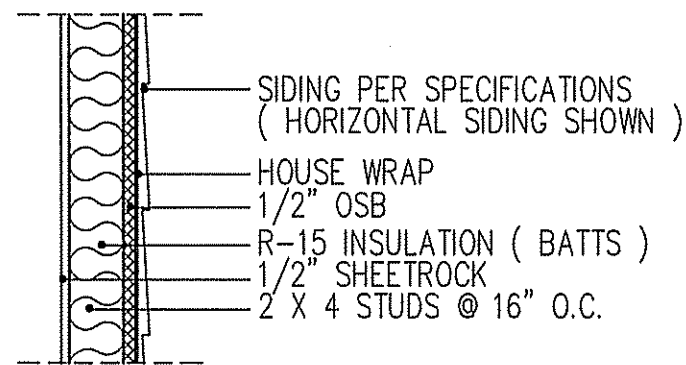 SIDING PER SPECIFICATIONS
( HORIZONTAL SIDING SHOWN )
HOUSE WRAP
1/2" OSB
R-15 INSULATION ( BATTS )
1/2" SHEETROCK
2 X 4 STUDS @ 16" O.C.